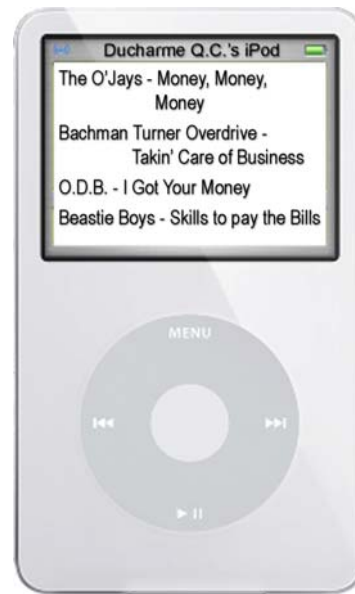 Ducharme Q.C.'s iPod
The O'Jays - Money, Money,
Money
Bachman Turner Overdrive -
Takin' Care of Business
O.D.B. - I Got Your Money
Beastie Boys - Skills to pay the Bills
MENU